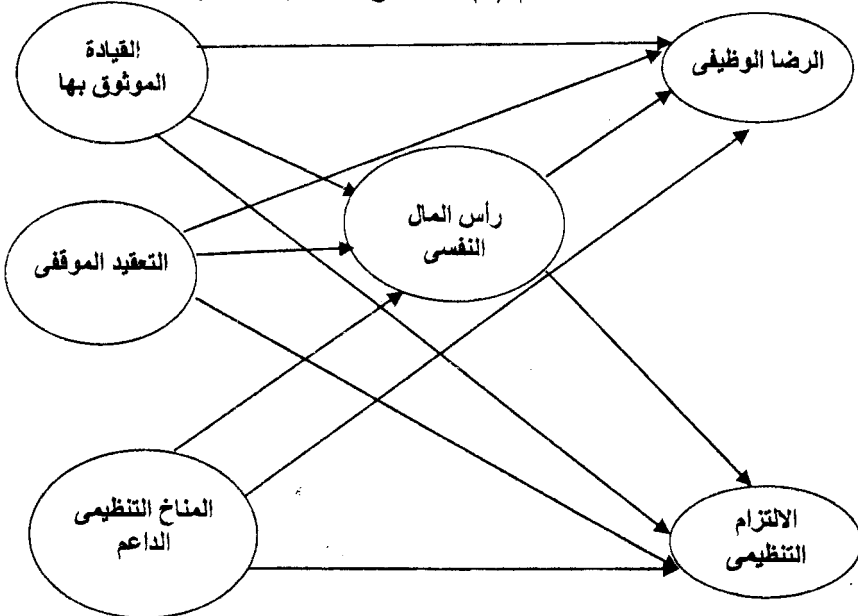 القيادة
الموثوق بها
الرضا الوظيفى
رأس المال
النفسى
التعقيد الموقفى
المناخ التنظيمى
الداعم
الالتزام
التنظيمى